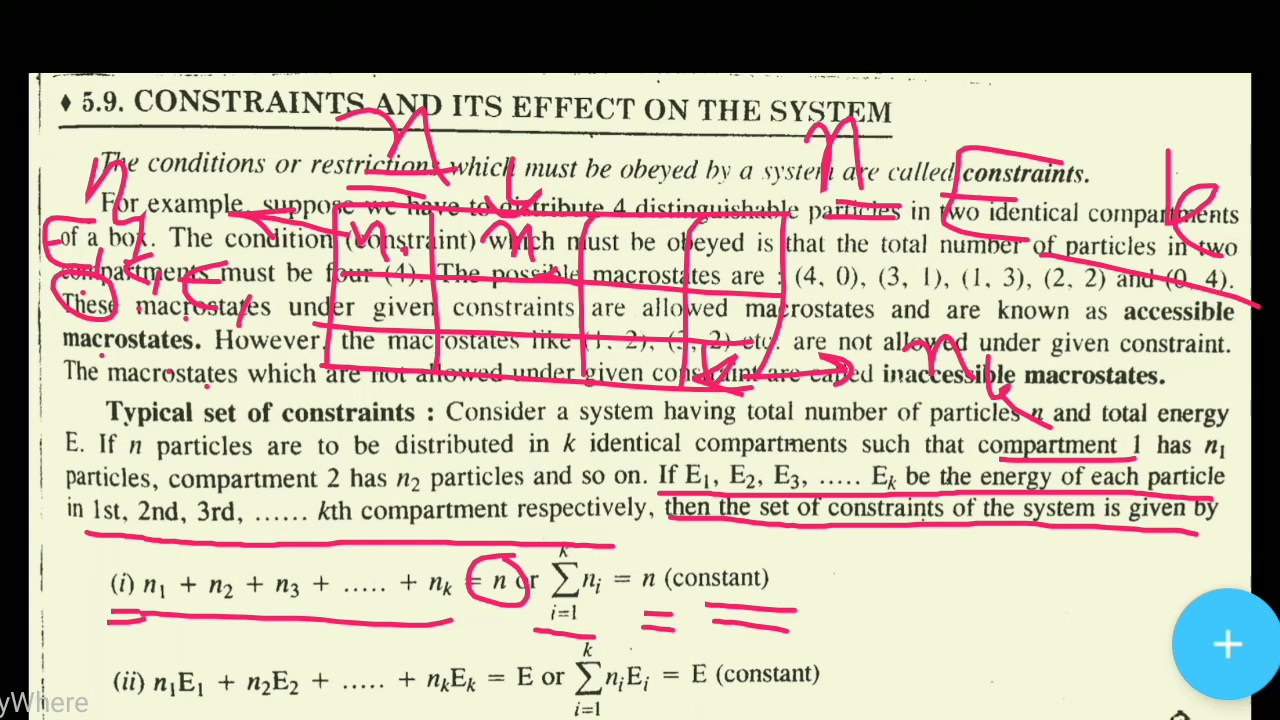 ♦ 5.9. CONSTRAINTS AND ITS EFFECT ON THE SYSTEM
The conditions or restrictions which must be obeyed by a system are called constraints.
For example, suppose we have to distribute 4 distinguishable particles in two identical compartments
of a box. The condition (constraint) which must be obeyed is that the total number of particles in two
compartments must be four (4). The possible macrostates are : (4, 0), (3, 1), (1, 3), (2, 2) and (0, 4).
These macrostates under given constraints are allowed macrostates and are known as accessible
macrostates. However, the macrostates like (1, 2), (3, 2) etc. are not allowed under given constraint.
The macrostates which are not allowed under given constraint are called inaccessible macrostates.
Typical set of constraints : Consider a system having total number of particles n and total energy
E. If n particles are to be distributed in k identical compartments such that compartment 1 has n₁
particles, compartment 2 has n₂ particles and so on. If E₁, E₂, E₃, ..... Eₖ be the energy of each particle
in 1st, 2nd, 3rd, ...... kth compartment respectively, then the set of constraints of the system is given by
(i) n₁ + n₂ + n₃ + ..... + nₖ = n or k∑i=1 nᵢ = n (constant)
(ii) n₁E₁ + n₂E₂ + ..... + nₖEₖ = E or k∑i=1 nᵢEᵢ = E (constant)
yWhere